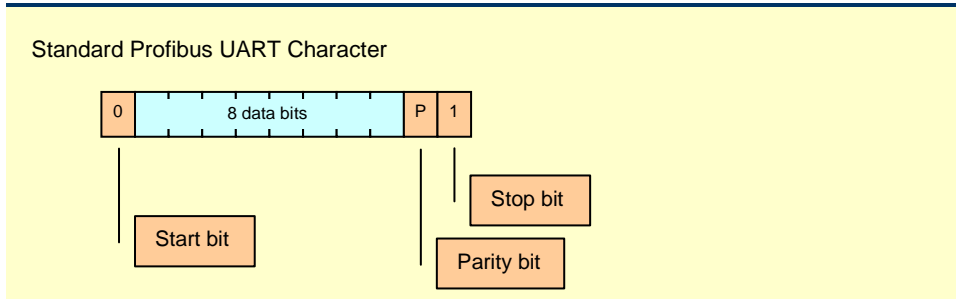 Standard Profibus UART Character
0 8 data bits P 1
Stop bit
Start bit
Parity bit